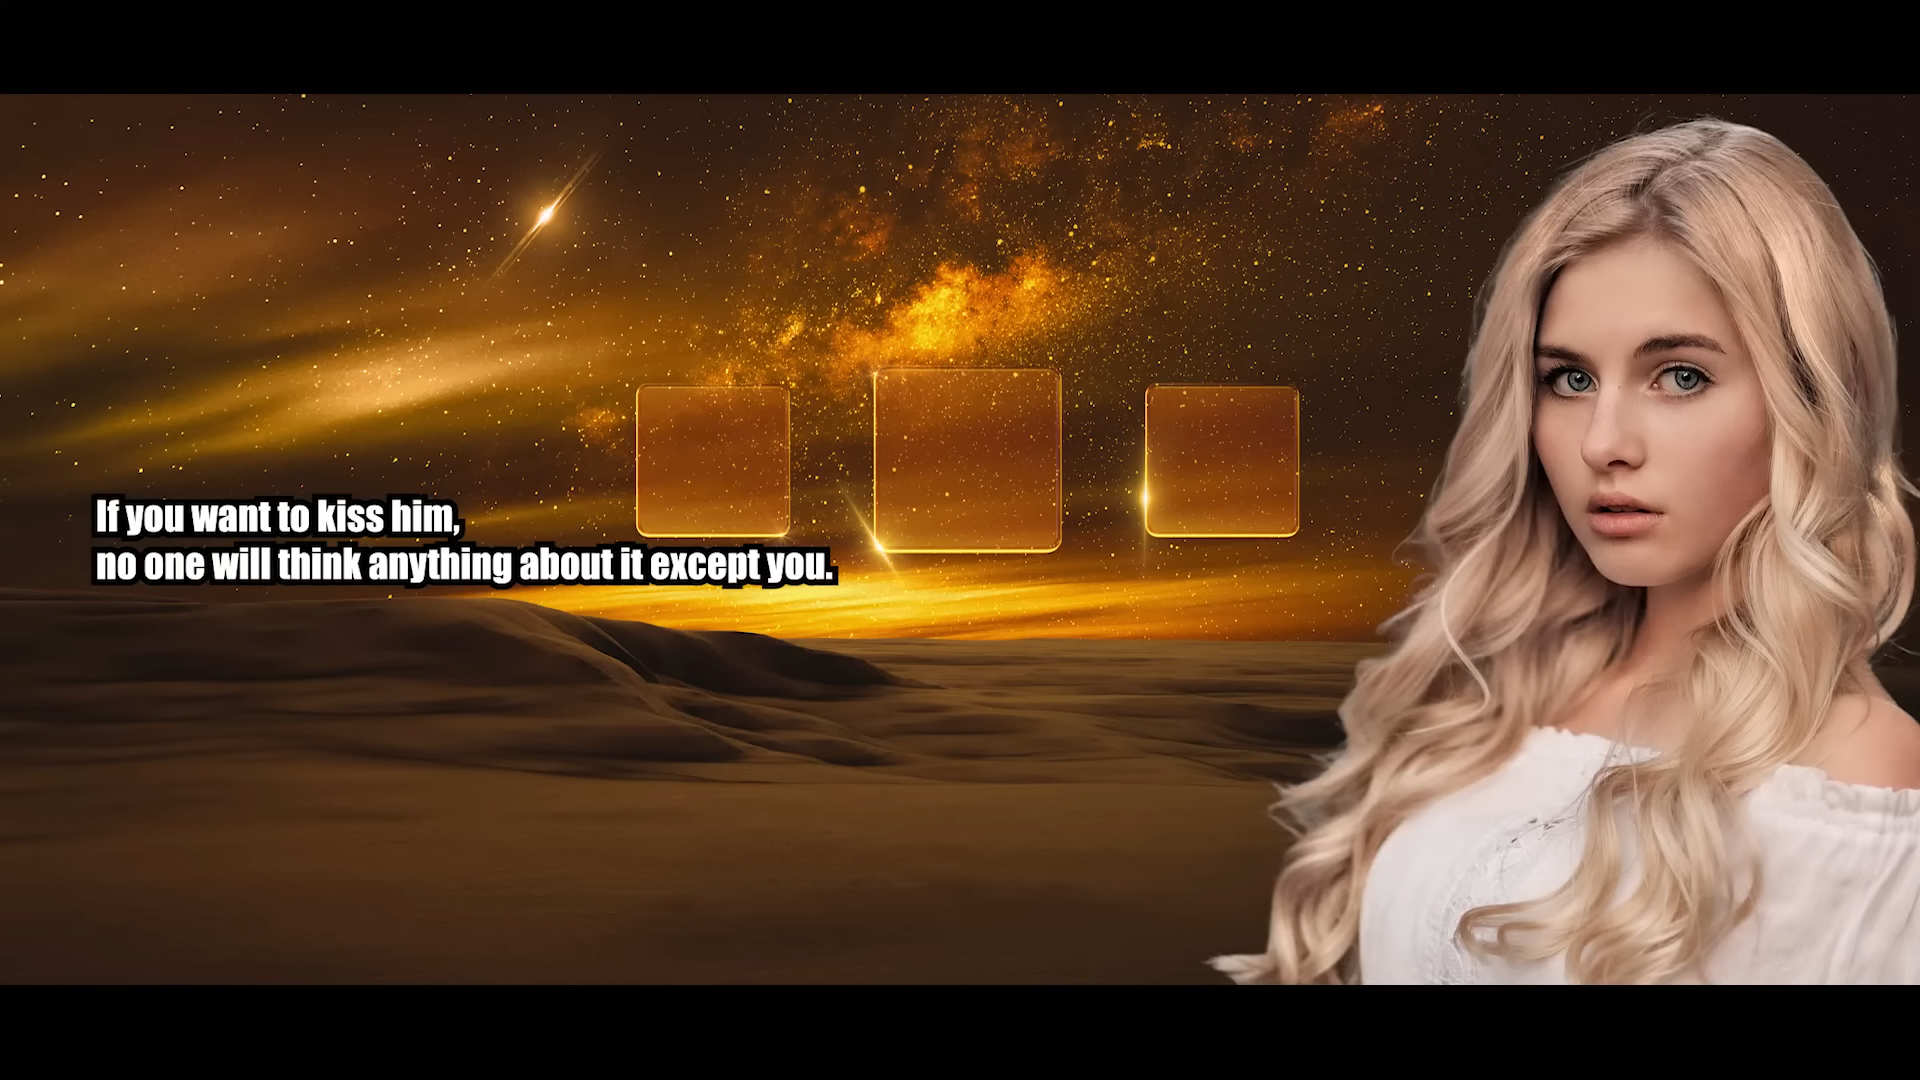 If you want to kiss him,
no one will think anything about it except you.